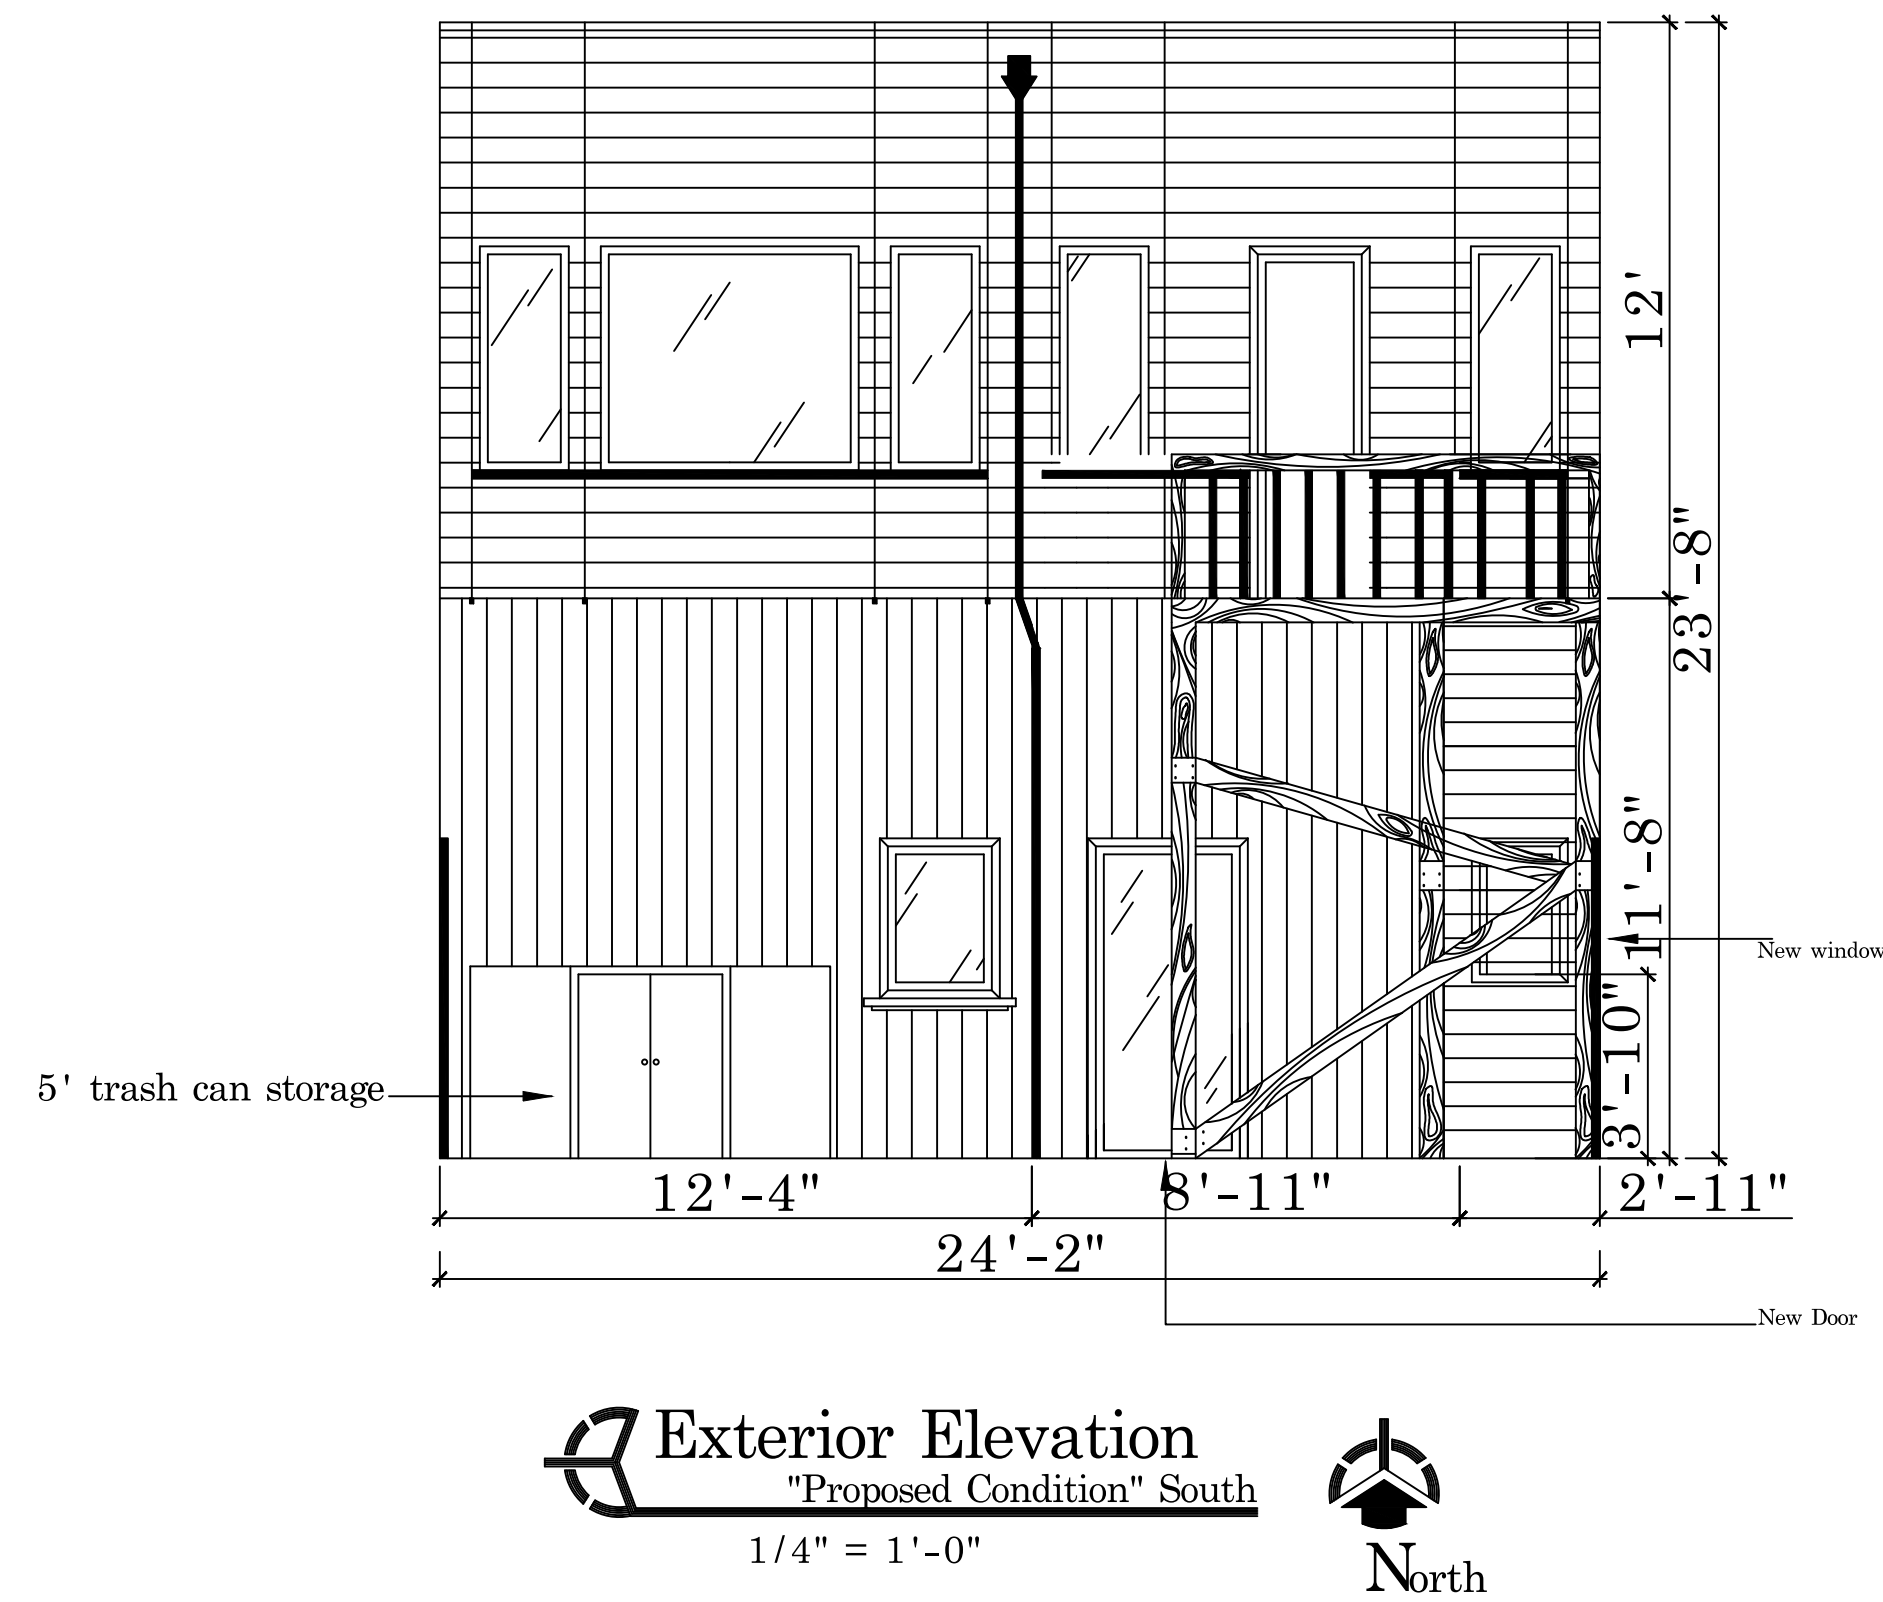 12'
23'-8"
11'-8"
New window
3'-10"
5' trash can storage
12'-4"
8'-11"
2'-11"
24'-2"
New Door
Exterior Elevation
"Proposed Condition" South
1/4" = 1'-0"
North